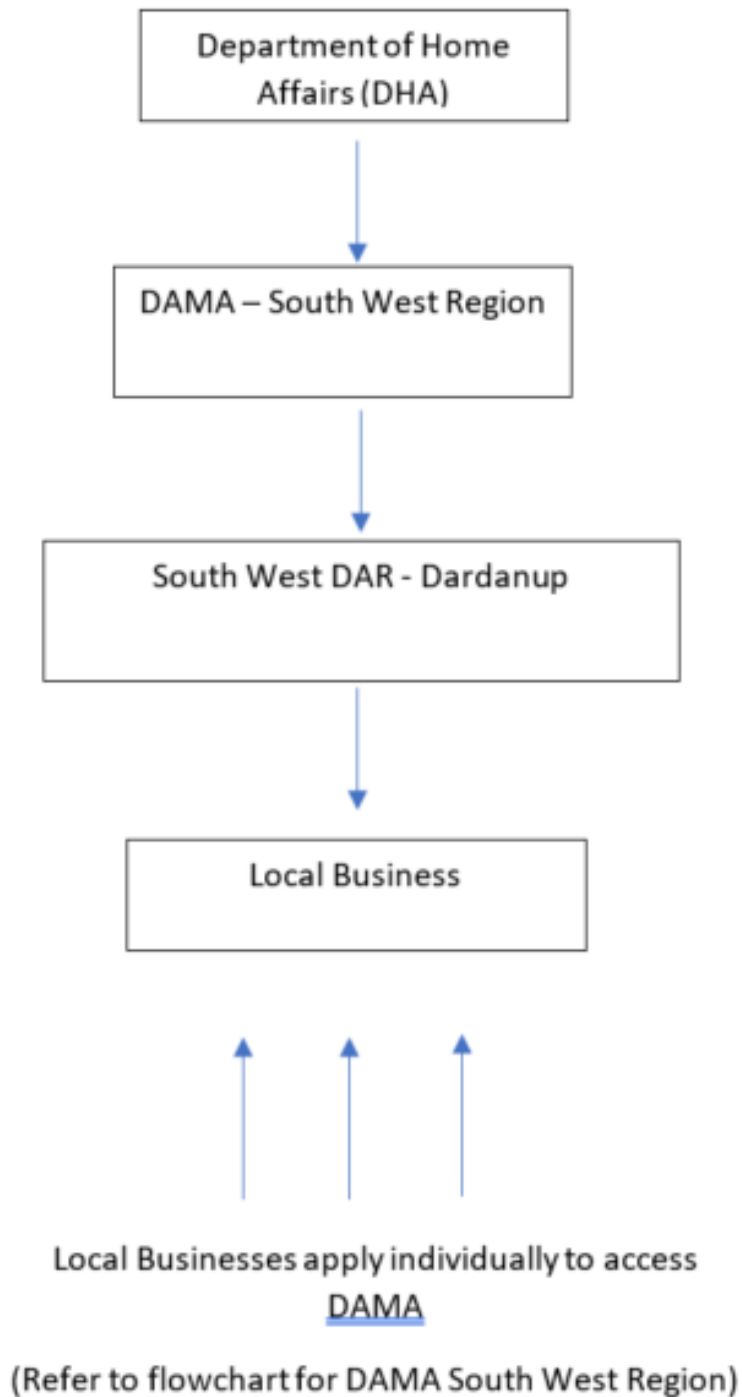 Department of Home
Affairs (DHA)
DAMA – South West Region
South West DAR - Dardanup
Local Business
Local Businesses apply individually to access
DAMA
(Refer to flowchart for DAMA South West Region)